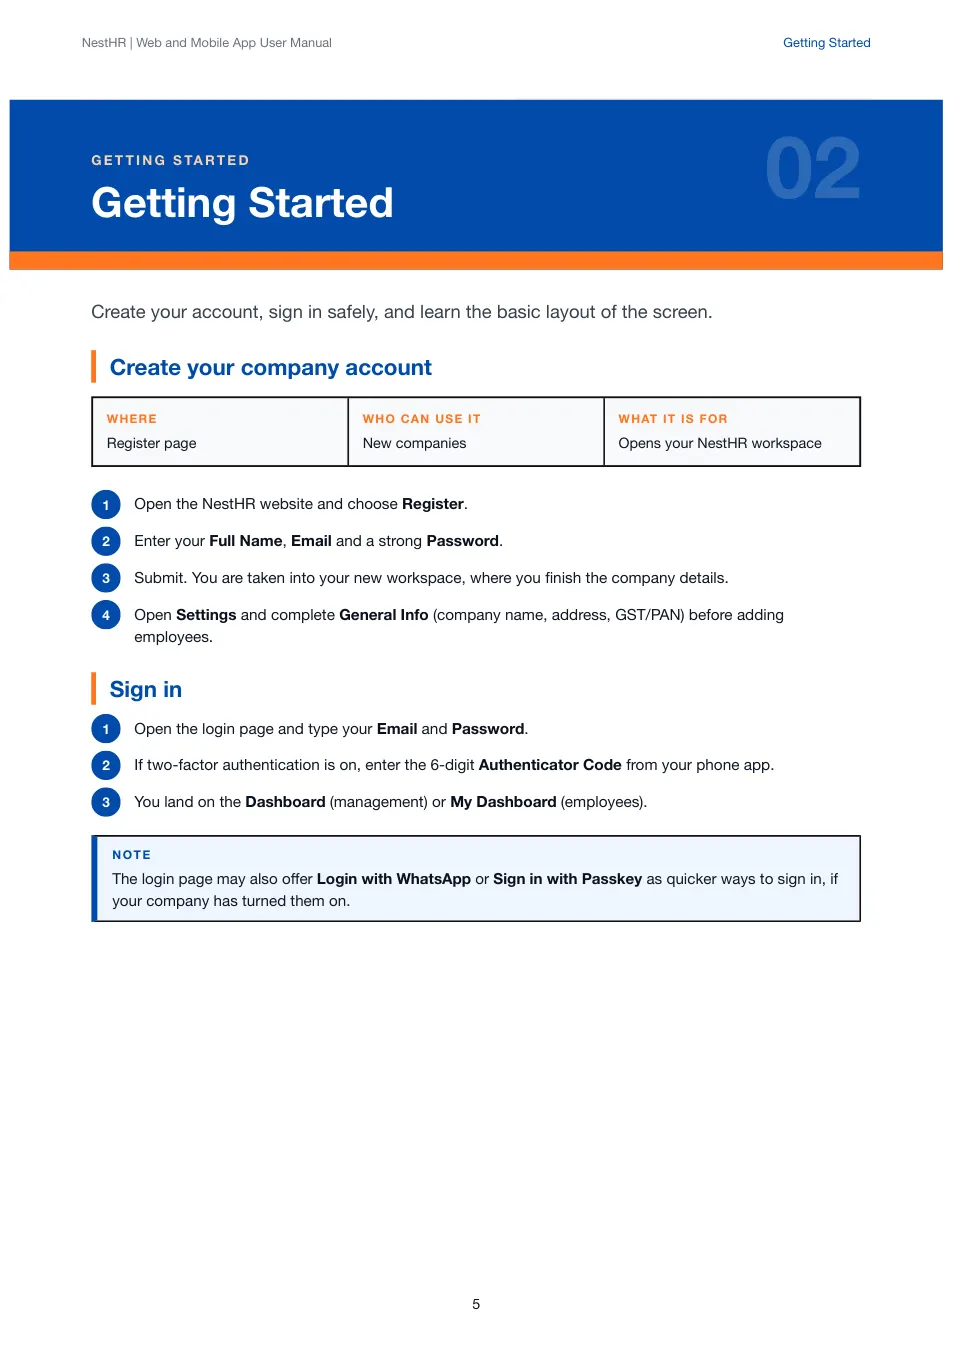 NestHR | Web and Mobile App User Manual
Getting Started
GETTING STARTED
02
Getting Started
Create your account, sign in safely, and learn the basic layout of the screen.
Create your company account
WHERE
Register page
WHO CAN USE IT
New companies
WHAT IT IS FOR
Opens your NestHR workspace
1 Open the NestHR website and choose Register.
2 Enter your Full Name, Email and a strong Password.
3 Submit. You are taken into your new workspace, where you finish the company details.
4 Open Settings and complete General Info (company name, address, GST/PAN) before adding
employees.
Sign in
1 Open the login page and type your Email and Password.
2 If two-factor authentication is on, enter the 6-digit Authenticator Code from your phone app.
3 You land on the Dashboard (management) or My Dashboard (employees).
NOTE
The login page may also offer Login with WhatsApp or Sign in with Passkey as quicker ways to sign in, if
your company has turned them on.
5